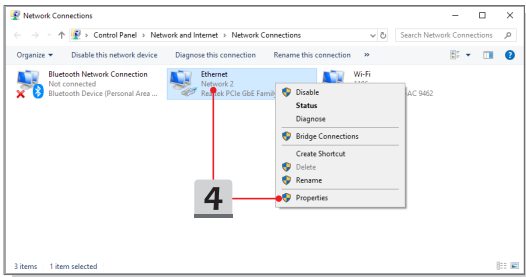 Network Connections
Control Panel > Network and Internet > Network Connections
Search Network Connections
Organize
Disable this network device
Diagnose this connection
Rename this connection
»
Bluetooth Network Connection
Not connected
Bluetooth Device (Personal Area ...
Ethernet
Network 2
Realtek PCIe GbE Family
Wi-Fi
AC 9462
Disable
Status
Diagnose
Bridge Connections
Create Shortcut
Delete
Rename
Properties
4
3 items
1 item selected